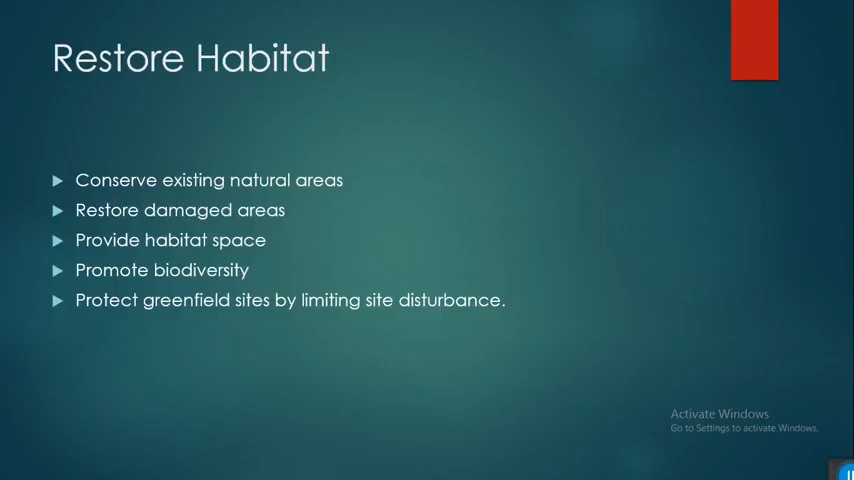 Restore Habitat
Conserve existing natural areas
Restore damaged areas
Provide habitat space
Promote biodiversity
Protect greenfield sites by limiting site disturbance.
Activate Windows
Go to Settings to activate Windows.